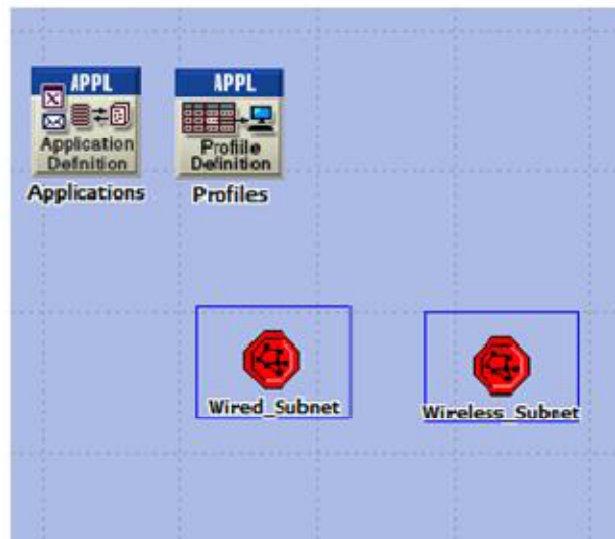 APPL
Application
Definition
Applications
APPL
Profile
Definition
Profiles
Wired_Subnet
Wireless_Subnet